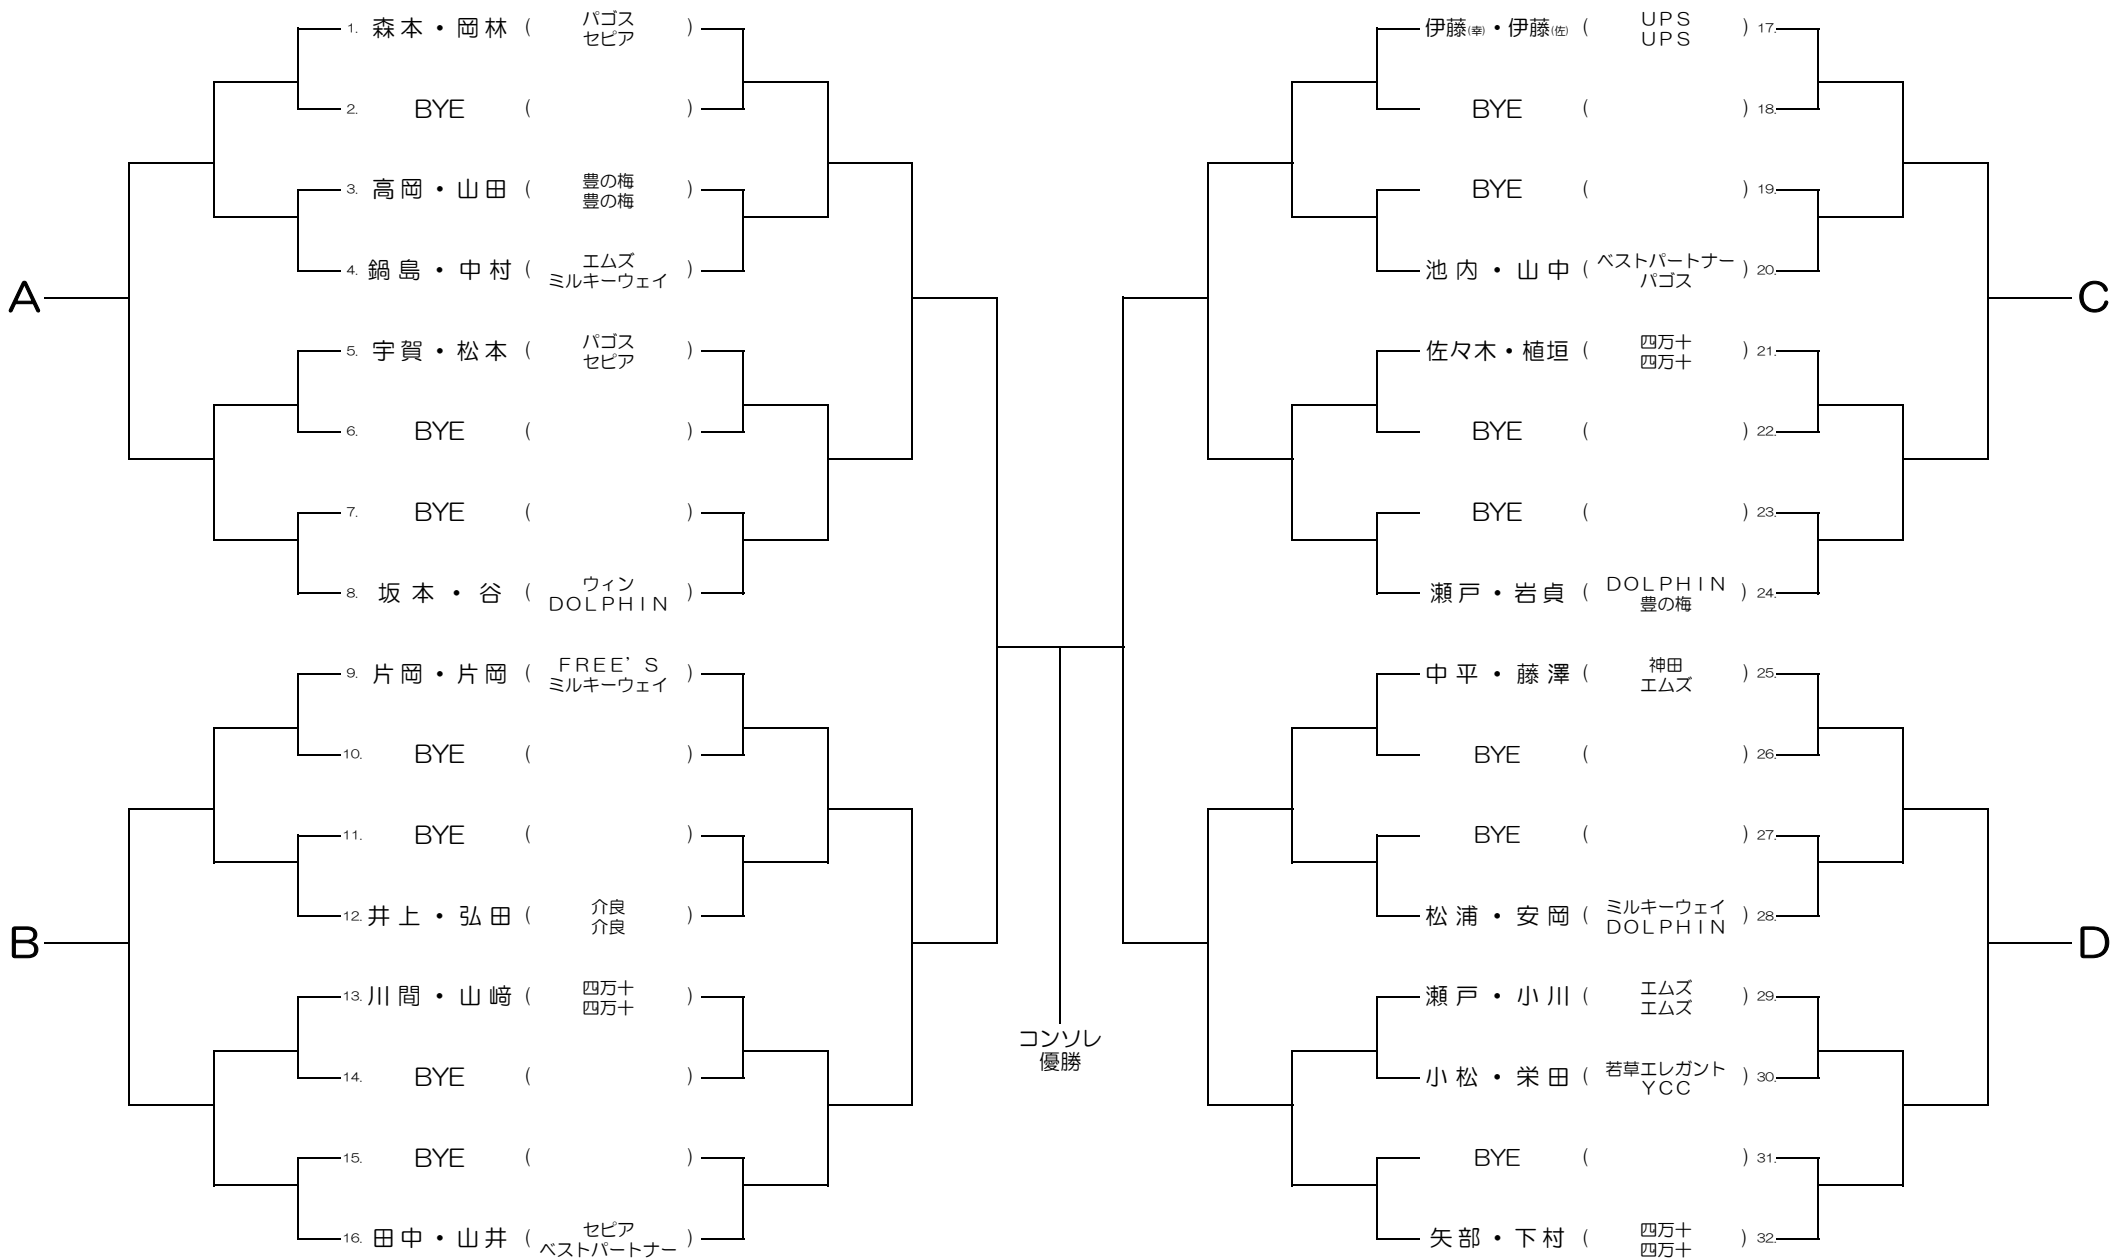 1. 森本・岡林 ( パゴス
セピア )
2. BYE ( )
3. 高岡・山田 ( 豊の梅
豊の梅 )
4. 鍋島・中村 ( エムズ
ミルキーウェイ )
A
5. 宇賀・松本 ( パゴス
セピア )
6. BYE ( )
7. BYE ( )
8. 坂本・谷 ( ウィン
DOLPHIN )
9. 片岡・片岡 ( FREE'S
ミルキーウェイ )
10. BYE ( )
11. BYE ( )
12. 井上・弘田 ( 介良
介良 )
B
13. 川間・山﨑 ( 四万十
四万十 )
14. BYE ( )
15. BYE ( )
16. 田中・山井 ( セピア
ベストパートナー )
コンソレ
優勝
伊藤(幸)・伊藤(佐) ( UPS
UPS ) 17.
BYE ( ) 18.
BYE ( ) 19.
池内・山中 ( ベストパートナー
パゴス ) 20.
C
佐々木・植垣 ( 四万十
四万十 ) 21.
BYE ( ) 22.
BYE ( ) 23.
瀬戸・岩貞 ( DOLPHIN
豊の梅 ) 24.
中平・藤澤 ( 神田
エムズ ) 25.
BYE ( ) 26.
BYE ( ) 27.
松浦・安岡 ( ミルキーウェイ
DOLPHIN ) 28.
D
瀬戸・小川 ( エムズ
エムズ ) 29.
小松・栄田 ( 若草エレガント
YCC ) 30.
BYE ( ) 31.
矢部・下村 ( 四万十
四万十 ) 32.